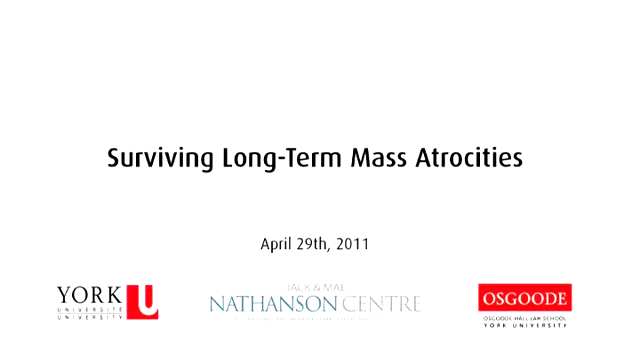 Surviving Long-Term Mass Atrocities
April 29th, 2011
YORK U
UNIVERSITÉ
UNIVERSITY
JACK & MAE
NATHANSON CENTRE
OSGOODE
OSGOODE HALL LAW SCHOOL
YORK UNIVERSITY